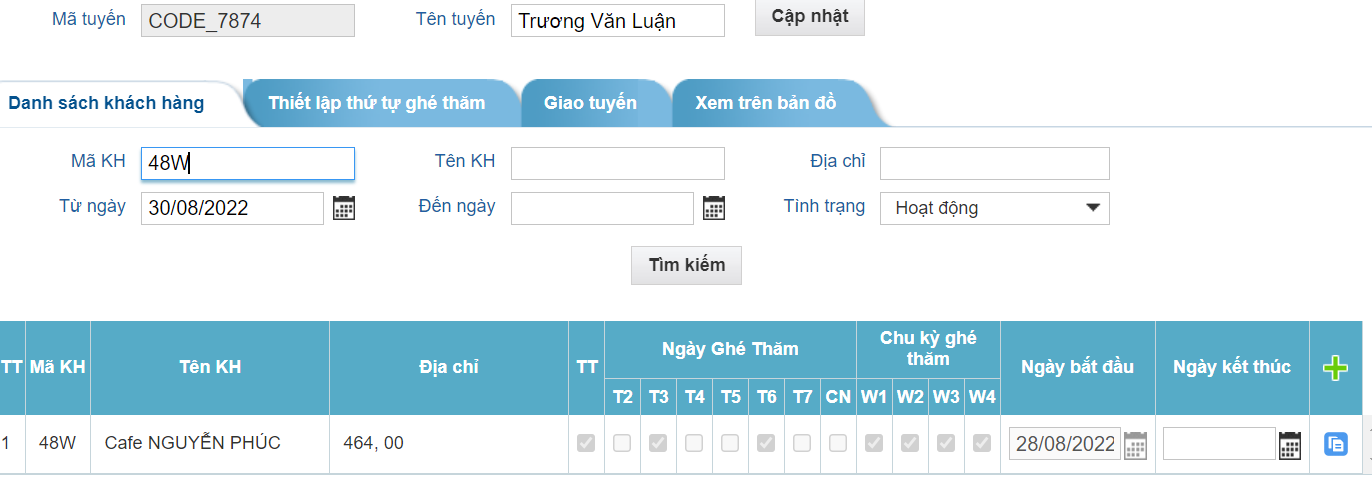 Mã tuyến CODE_7874 Tên tuyến Trương Văn Luận Cập nhật
Danh sách khách hàng Thiết lập thứ tự ghé thăm Giao tuyến Xem trên bản đồ
Mã KH 48W Tên KH Địa chỉ
Từ ngày 30/08/2022 Đến ngày Tình trạng Hoạt động
Tìm kiếm
TT Mã KH Tên KH Địa chỉ TT Ngày Ghé Thăm Chu kỳ ghé thăm Ngày bắt đầu Ngày kết thúc
T2 T3 T4 T5 T6 T7 CN W1 W2 W3 W4
1 48W Cafe NGUYỄN PHÚC 464, 00 28/08/2022